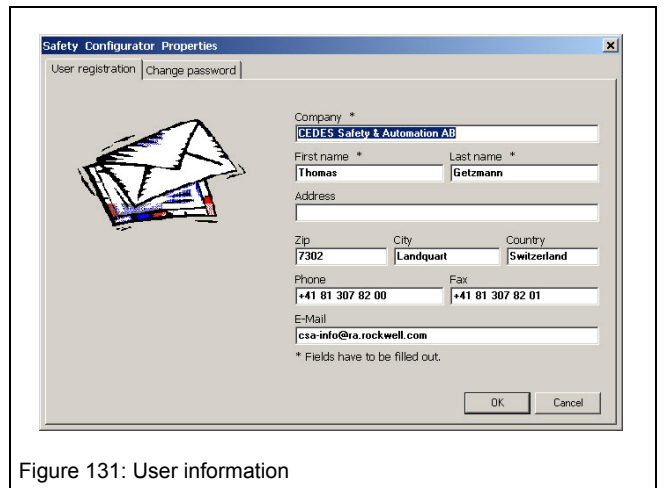 Safety Configurator Properties
User registration Change password
Company *
CEDES Safety & Automation AB
First name * Last name *
Thomas Getzmann
Address
Zip City Country
7302 Landquart Switzerland
Phone Fax
+41 81 307 82 00 +41 81 307 82 01
E-Mail
csa-info@ra.rockwell.com
* Fields have to be filled out.
OK Cancel
Figure 131: User information